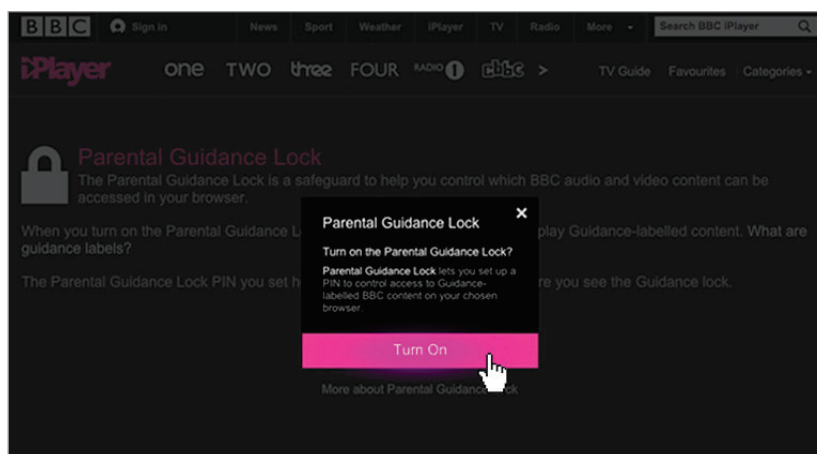 BBC Sign in News Sport Weather iPlayer TV Radio More Search BBC iPlayer
iPlayer one TWO three FOUR RADIO 1 cbbc > TV Guide Favourites Categories
Parental Guidance Lock
The Parental Guidance Lock is a safeguard to help you control which BBC audio and video content can be
accessed in your browser.
When you turn on the Parental Guidance L play Guidance-labelled content. What are
guidance labels?
The Parental Guidance Lock PIN you set h re you see the Guidance lock.
Parental Guidance Lock ×
Turn on the Parental Guidance Lock?
Parental Guidance Lock lets you set up a
PIN to control access to Guidance-
labelled BBC content on your chosen
browser.
Turn On
More about Parental Guidance Lock